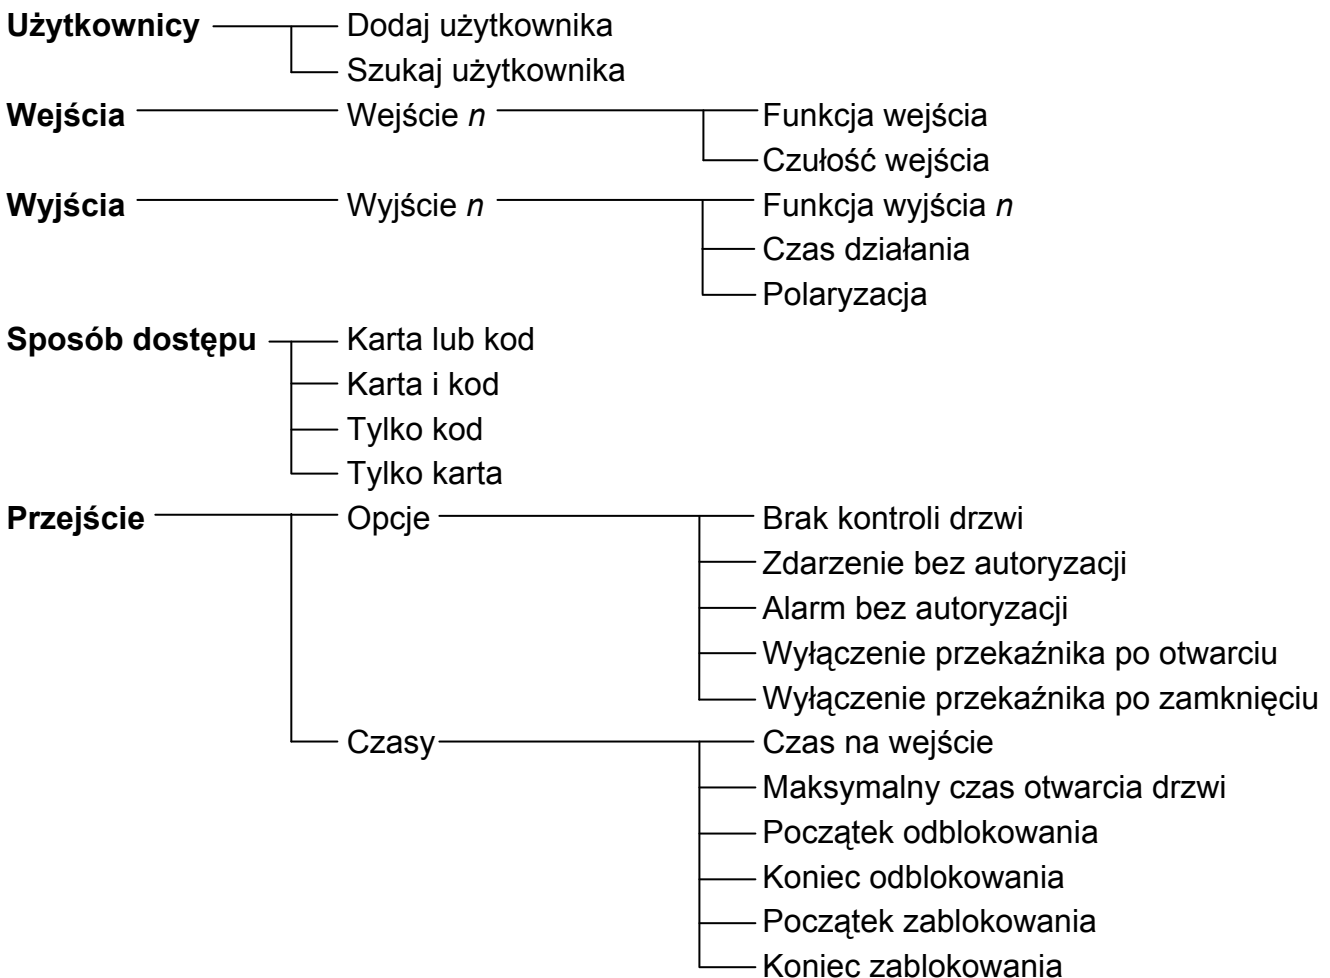 Użytkownicy Dodaj użytkownika
Szukaj użytkownika
Wejścia Wejście n Funkcja wejścia
Czułość wejścia
Wyjścia Wyjście n Funkcja wyjścia n
Czas działania
Polaryzacja
Sposób dostępu Karta lub kod
Karta i kod
Tylko kod
Tylko karta
Przejście Opcje Brak kontroli drzwi
Zdarzenie bez autoryzacji
Alarm bez autoryzacji
Wyłączenie przekaźnika po otwarciu
Wyłączenie przekaźnika po zamknięciu
Czasy Czas na wejście
Maksymalny czas otwarcia drzwi
Początek odblokowania
Koniec odblokowania
Początek zablokowania
Koniec zablokowania